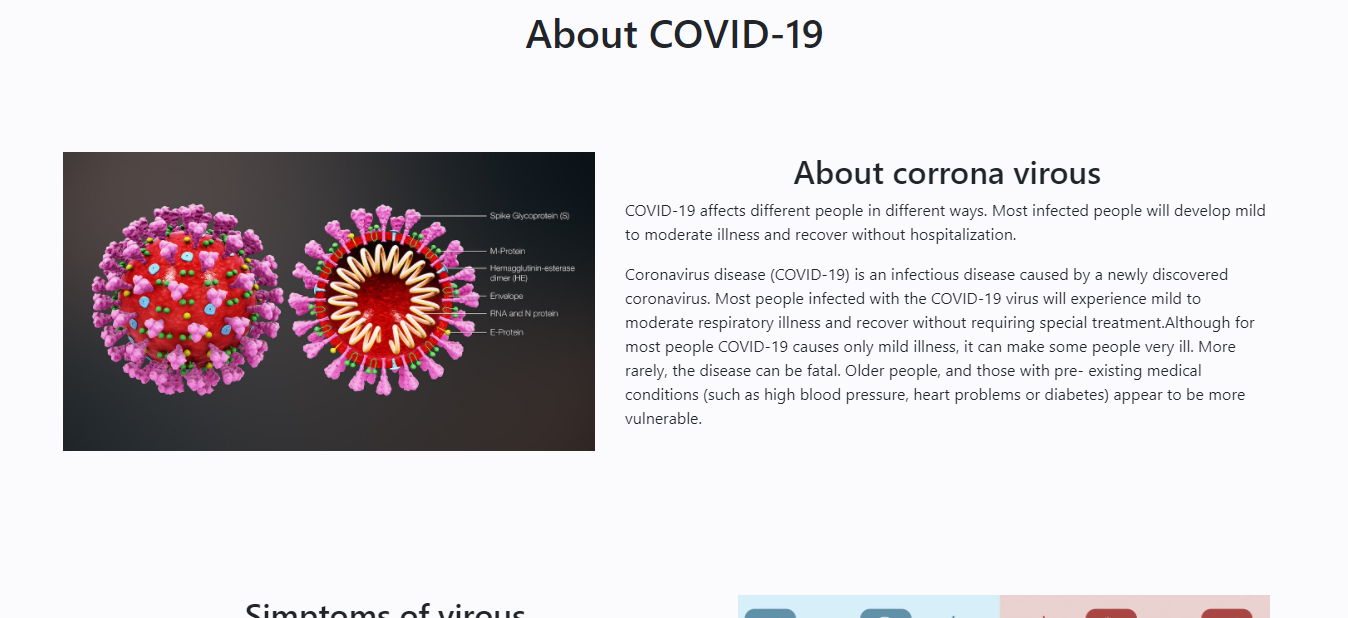 About COVID-19
Spike Glycoprotein (S)
M-Protein
Hemagglutinin-esterase
dimer (HE)
Envelope
RNA and N protein
E-Protein
About corrona virous
COVID-19 affects different people in different ways. Most infected people will develop mild
to moderate illness and recover without hospitalization.
Coronavirus disease (COVID-19) is an infectious disease caused by a newly discovered
coronavirus. Most people infected with the COVID-19 virus will experience mild to
moderate respiratory illness and recover without requiring special treatment.Although for
most people COVID-19 causes only mild illness, it can make some people very ill. More
rarely, the disease can be fatal. Older people, and those with pre- existing medical
conditions (such as high blood pressure, heart problems or diabetes) appear to be more
vulnerable.
Simptoms of virous